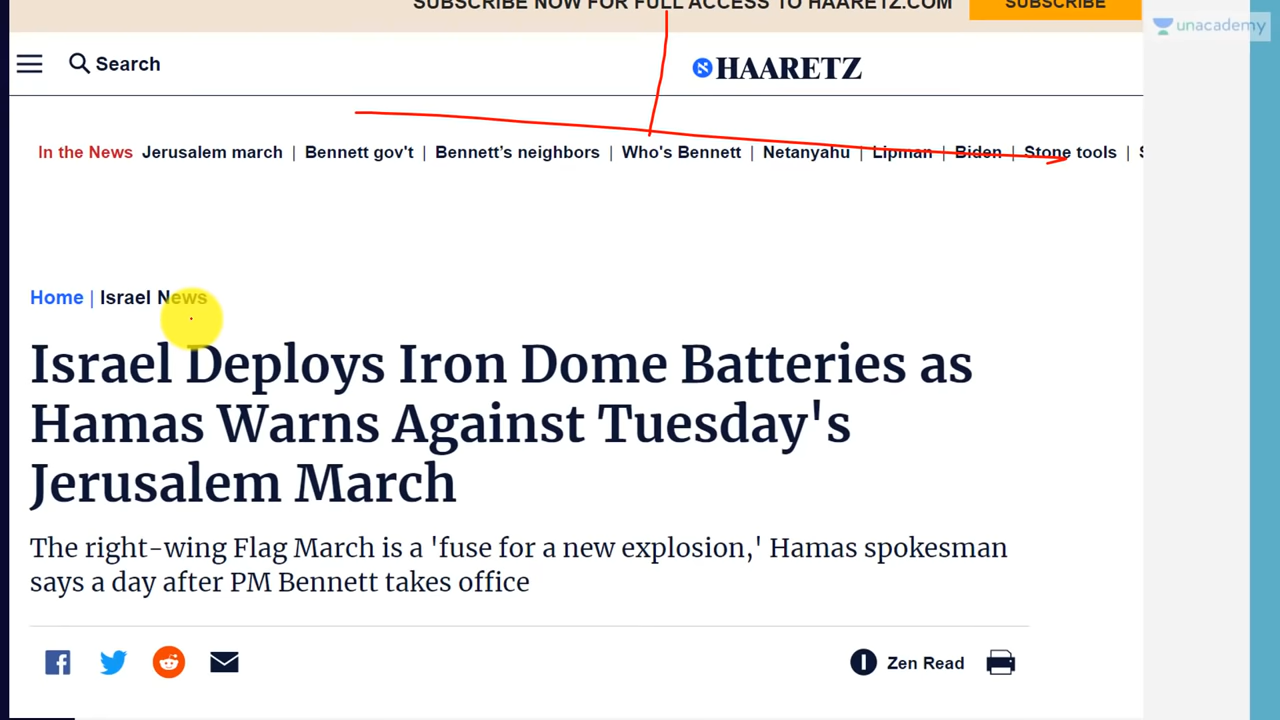 SUBSCRIBE NOW FOR FULL ACCESS TO HAARETZ.COM
SUBSCRIBE
unacademy
Search
HAARETZ
In the News Jerusalem march | Bennett gov't | Bennett’s neighbors | Who's Bennett | Netanyahu | Lipman | Biden | Stone tools |
Home | Israel News
Israel Deploys Iron Dome Batteries as
Hamas Warns Against Tuesday's
Jerusalem March
The right-wing Flag March is a 'fuse for a new explosion,' Hamas spokesman
says a day after PM Bennett takes office
Zen Read